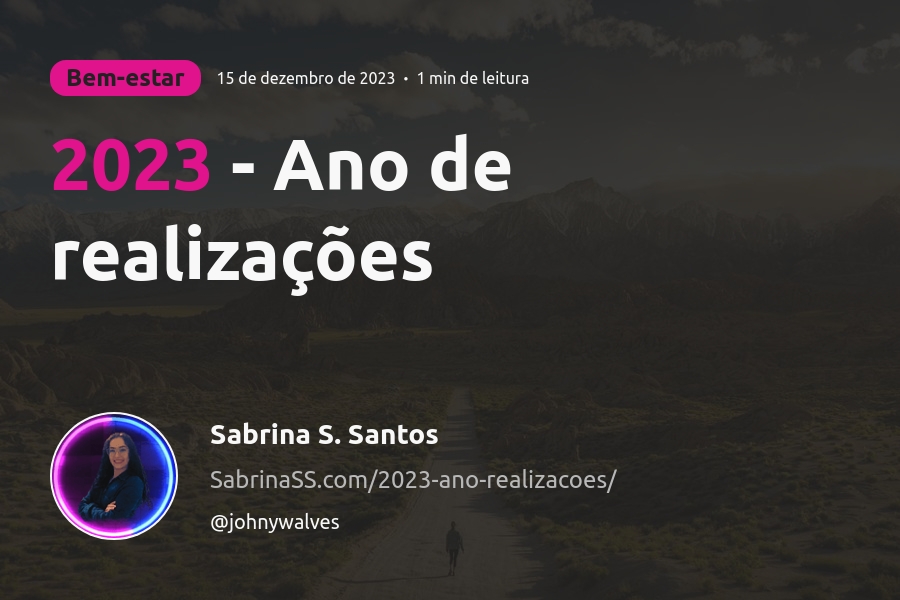 Bem-estar 15 de dezembro de 2023 • 1 min de leitura
2023 - Ano de
realizações
Sabrina S. Santos
SabrinaSS.com/2023-ano-realizacoes/
@johnywalves